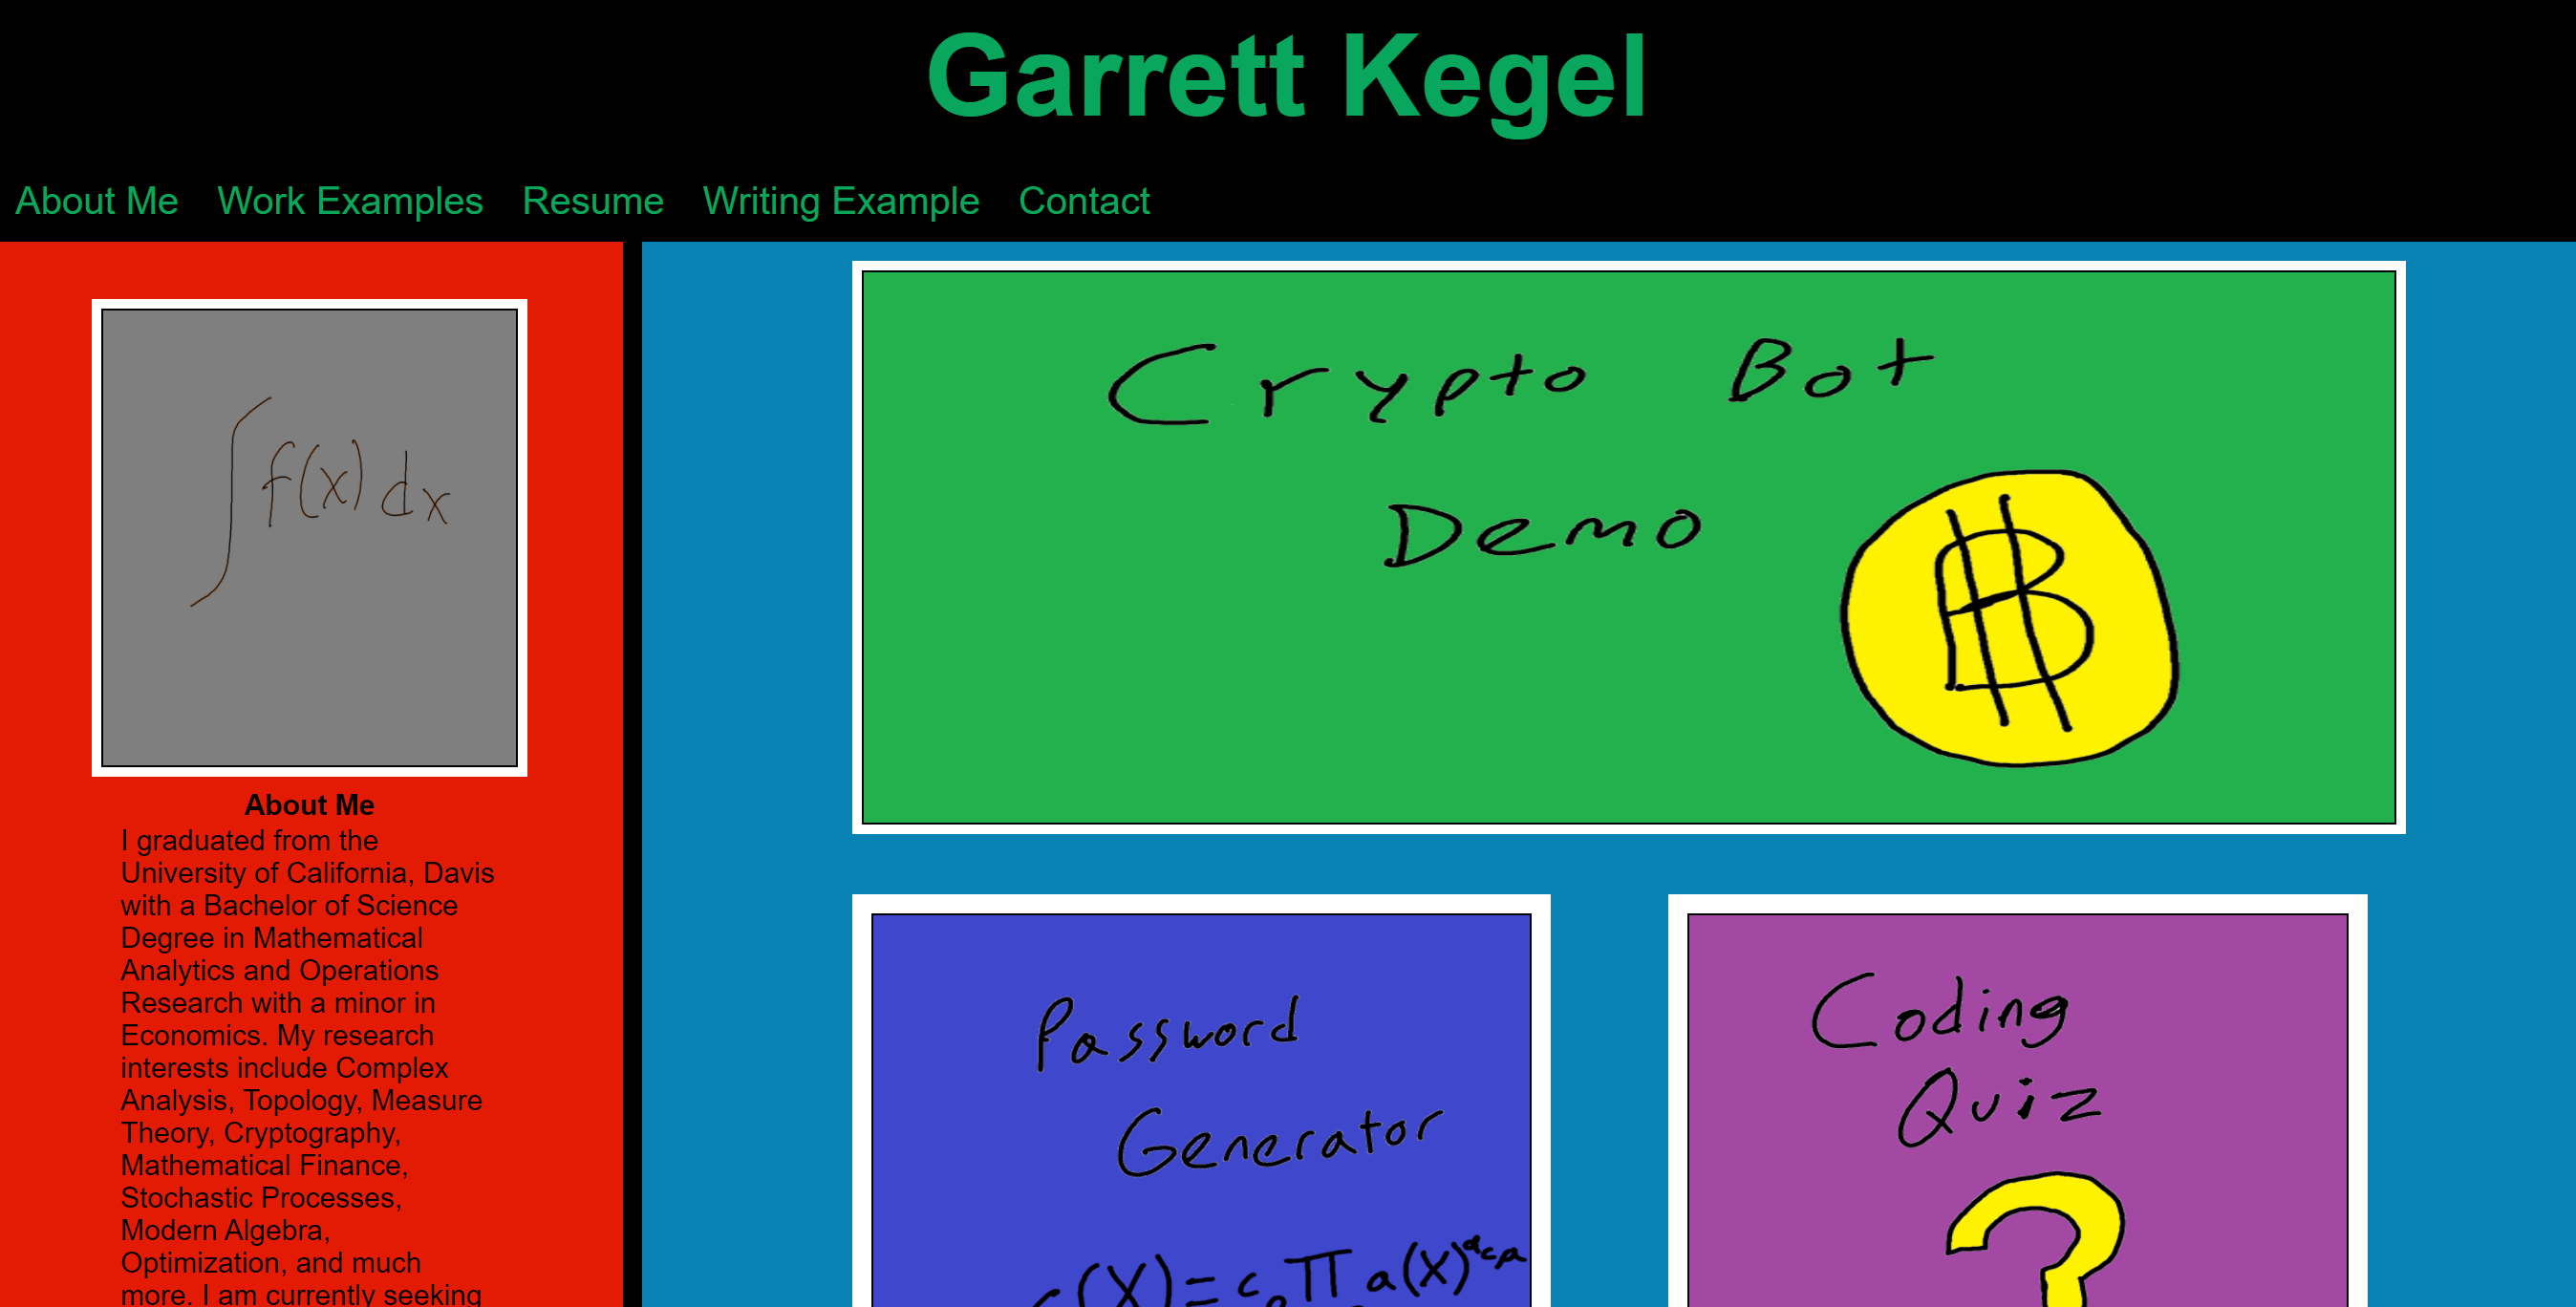 Garrett Kegel
About Me Work Examples Resume Writing Example Contact
∫f(x)dx
About Me
I graduated from the
University of California, Davis
with a Bachelor of Science
Degree in Mathematical
Analytics and Operations
Research with a minor in
Economics. My research
interests include Complex
Analysis, Topology, Measure
Theory, Cryptography,
Mathematical Finance,
Stochastic Processes,
Modern Algebra,
Optimization, and much
more. I am currently seeking
Crypto Bot
Demo
Password
Generator
Coding
Quiz
?